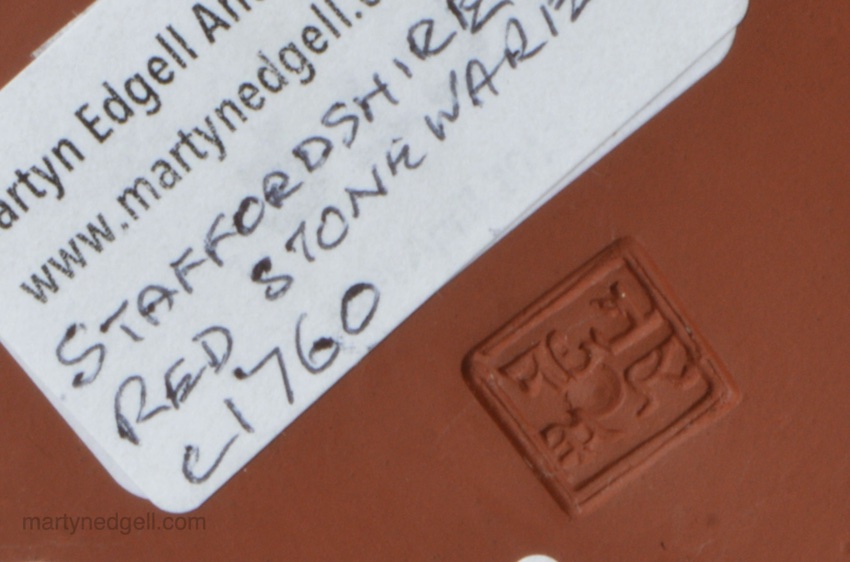 artyn Edgell An
www.martynedgell.c
STAFFORDSHIRE
RED STONEWARE
c1760
martynedgell.com